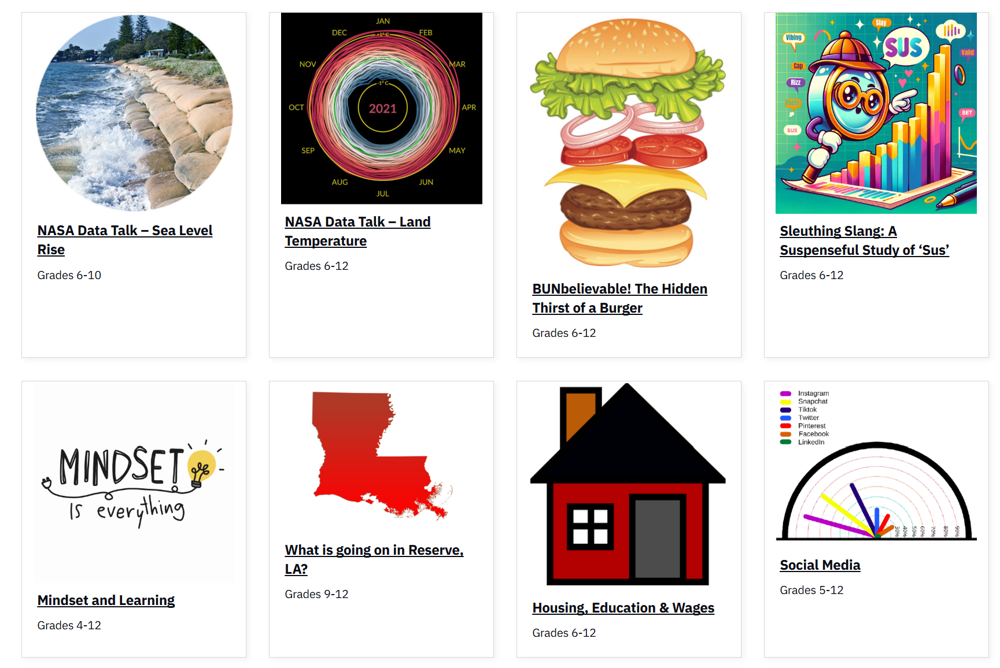 JAN
DEC
FEB
+1° C
NOV
MAR
-1° C
OCT
2021
APR
SEP
MAY
AUG
JUN
JUL
Slay
Vibing
SUS
Valid
Cap
Rizz
BET
SUS
NASA Data Talk – Sea Level
Rise
Grades 6-10
NASA Data Talk – Land
Temperature
Grades 6-12
BUNbelievable! The Hidden
Thirst of a Burger
Grades 6-12
Sleuthing Slang: A
Suspenseful Study of ‘Sus’
Grades 6-12
MINDSET
IS everything
Mindset and Learning
Grades 4-12
What is going on in Reserve,
LA?
Grades 9-12
Housing, Education & Wages
Grades 6-12
Instagram
Snapchat
Tiktok
Twitter
Pinterest
Facebook
LinkedIn
30%
40%
50%
60%
70%
80%
90%
Social Media
Grades 5-12